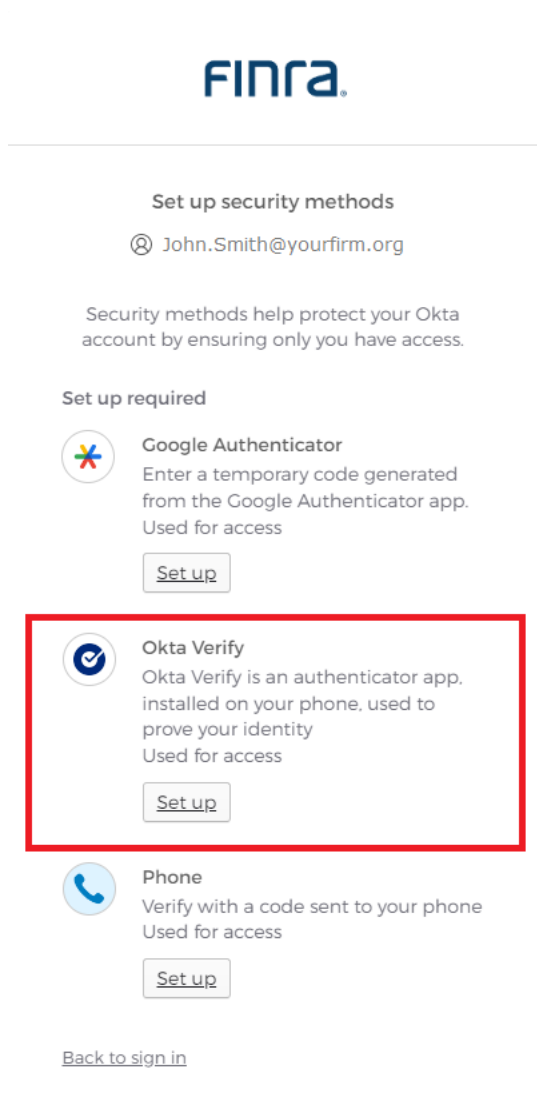 FINRA.
Set up security methods
John.Smith@yourfirm.org
Security methods help protect your Okta
account by ensuring only you have access.
Set up required
Google Authenticator
Enter a temporary code generated
from the Google Authenticator app.
Used for access
Set up
Okta Verify
Okta Verify is an authenticator app,
installed on your phone, used to
prove your identity
Used for access
Set up
Phone
Verify with a code sent to your phone
Used for access
Set up
Back to sign in